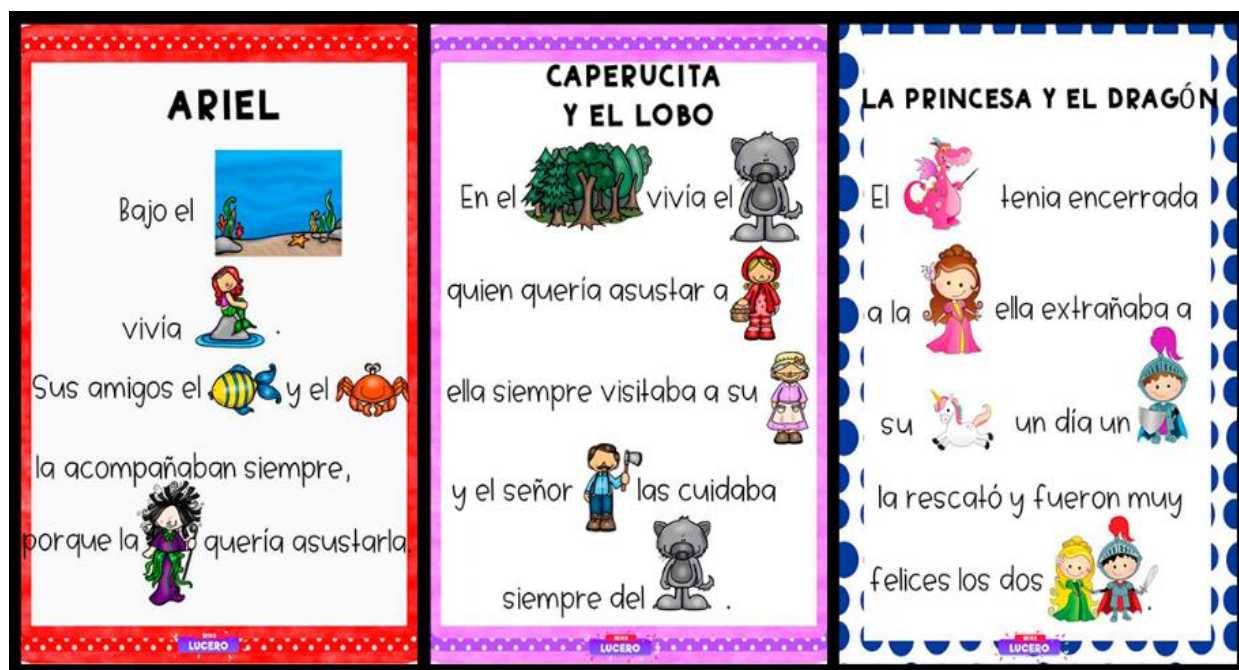 ARIEL
Bajo el
vivía .
Sus amigos el y el
la acompañaban siempre,
porque la quería asustarla.
MISS
LUCERO
CAPERUCITA
Y EL LOBO
En el vivía el
quien quería asustar a
ella siempre visitaba a su
y el señor las cuidaba
siempre del .
MISS
LUCERO
LA PRINCESA Y EL DRAGÓN
El tenia encerrada
a la ella extrañaba a
su un día un
la rescató y fueron muy
felices los dos .
MISS
LUCERO